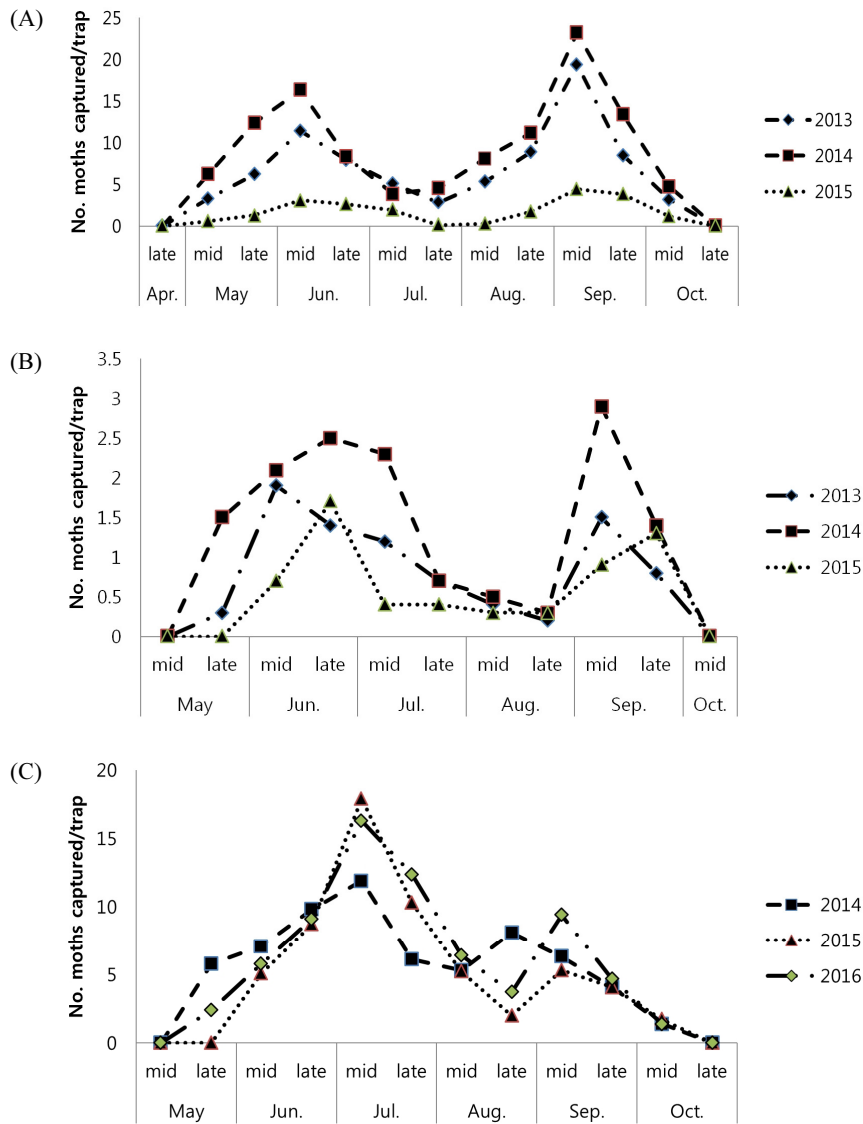 (A)
No. moths captured/trap
25
20
15
10
5
0
late mid late mid late mid late mid late mid late mid late
Apr. May Jun. Jul. Aug. Sep. Oct.
2013
2014
2015
(B)
No. moths captured/trap
3.5
3
2.5
2
1.5
1
0.5
0
mid late mid late mid late mid late mid late mid
May Jun. Jul. Aug. Sep. Oct.
2013
2014
2015
(C)
No. moths captured/trap
20
15
10
5
0
mid late mid late mid late mid late mid late mid late
May Jun. Jul. Aug. Sep. Oct.
2014
2015
2016